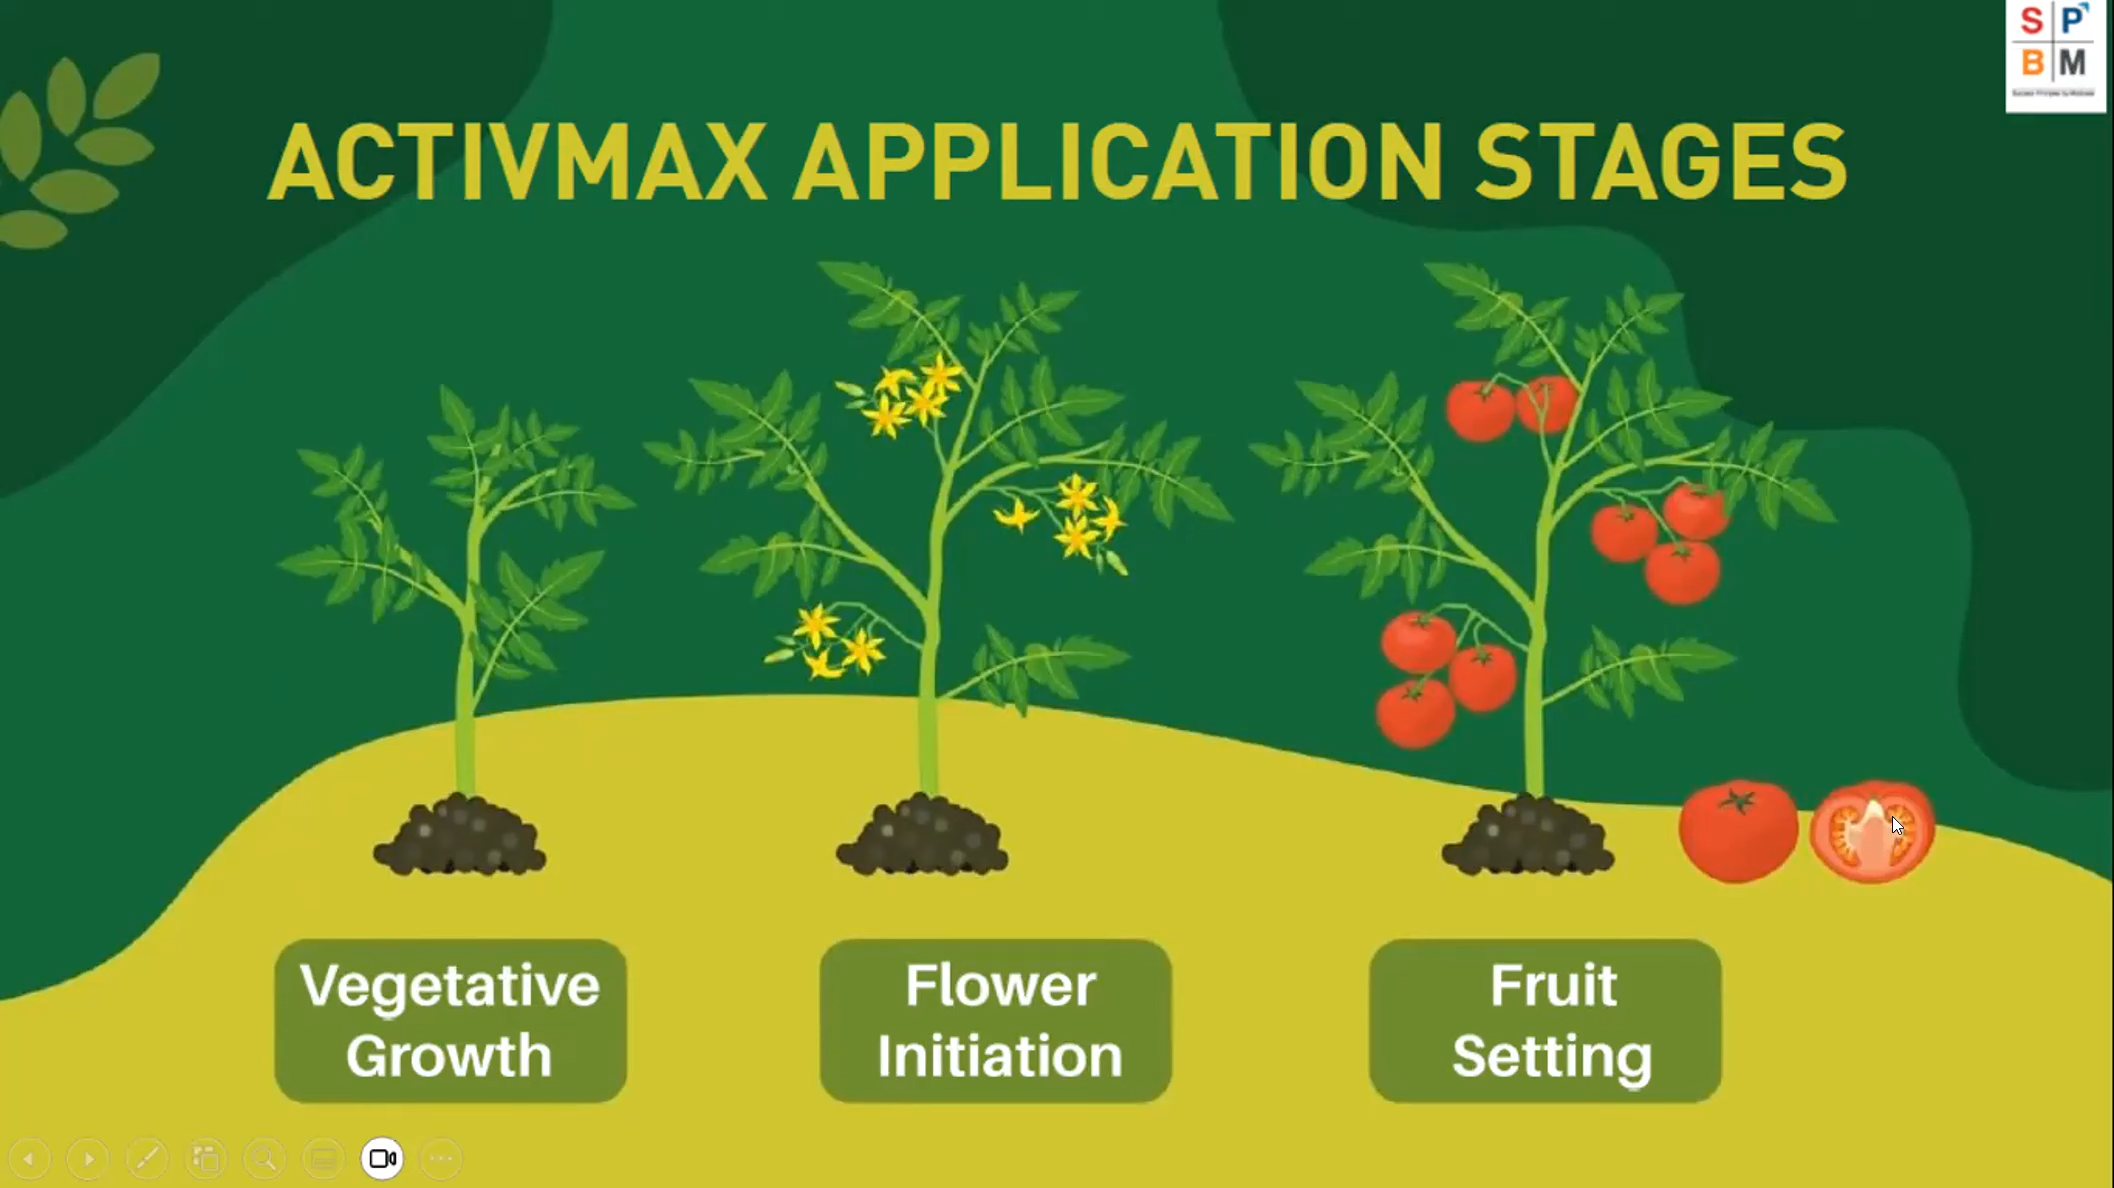 S P
B M
ACTIVMAX APPLICATION STAGES
Vegetative
Growth
Flower
Initiation
Fruit
Setting